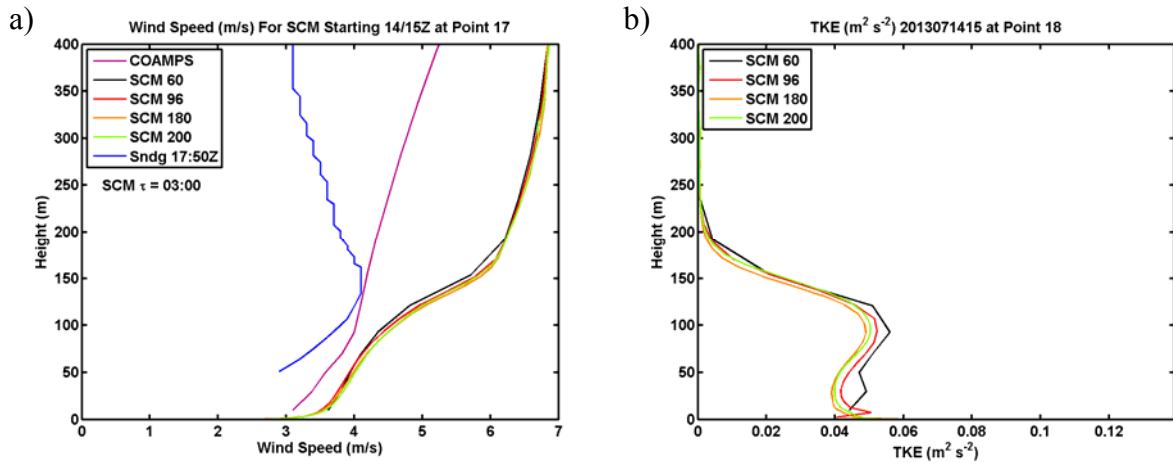 a)
Wind Speed (m/s) For SCM Starting 14/15Z at Point 17
400
350
300
250
200
150
100
50
0
Height (m)
COAMPS
SCM 60
SCM 96
SCM 180
SCM 200
Sndg 17:50Z
SCM τ = 03:00
0 1 2 3 4 5 6 7
Wind Speed (m/s)
b)
TKE (m² s⁻²) 2013071415 at Point 18
400
350
300
250
200
150
100
50
0
Height (m)
SCM 60
SCM 96
SCM 180
SCM 200
0 0.02 0.04 0.06 0.08 0.1 0.12
TKE (m² s⁻²)